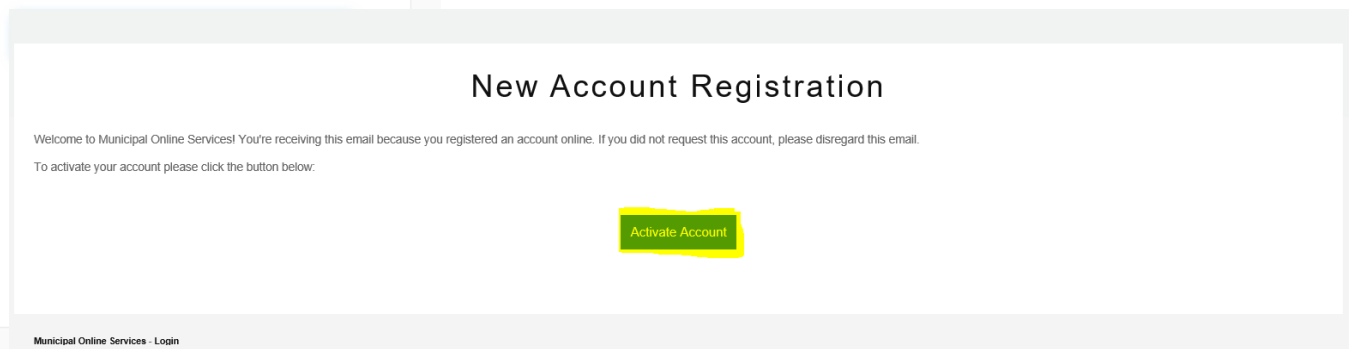 New Account Registration
Welcome to Municipal Online Services! You're receiving this email because you registered an account online. If you did not request this account, please disregard this email.
To activate your account please click the button below:
Activate Account
Municipal Online Services - Login